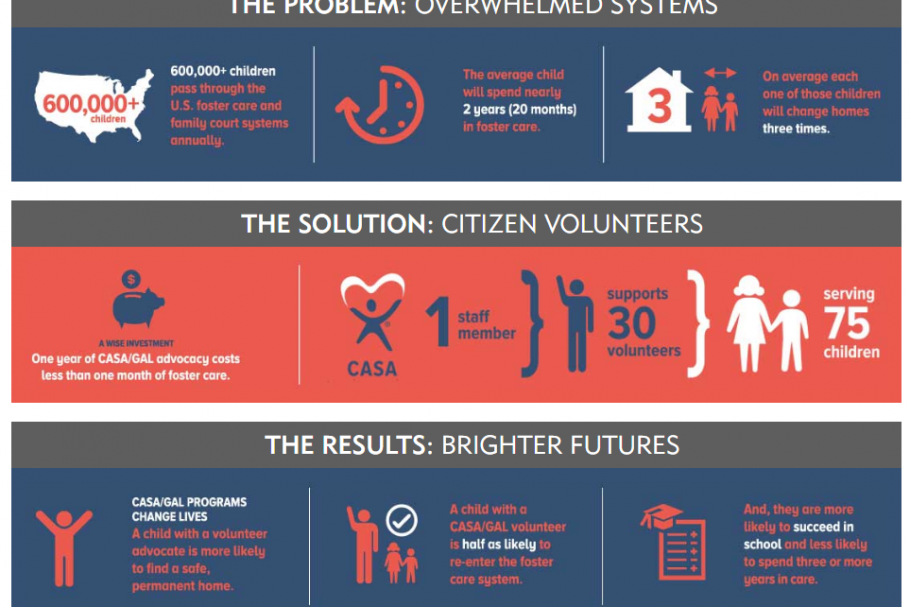 THE PROBLEM: OVERWHELMED SYSTEMS
600,000+
children
600,000+ children
pass through the
U.S. foster care and
family court systems
annually.
The average child
will spend nearly
2 years (20 months)
in foster care.
3
On average each
one of those children
will change homes
three times.
THE SOLUTION: CITIZEN VOLUNTEERS
$
A WISE INVESTMENT
One year of CASA/GAL advocacy costs
less than one month of foster care.
CASA
1 staff
member
supports
30
volunteers
serving
75
children
THE RESULTS: BRIGHTER FUTURES
CASA/GAL PROGRAMS
CHANGE LIVES
A child with a volunteer
advocate is more likely
to find a safe,
permanent home.
A child with a
CASA/GAL volunteer
is half as likely to
re-enter the foster
care system.
And, they are more
likely to succeed in
school and less likely
to spend three or more
years in care.